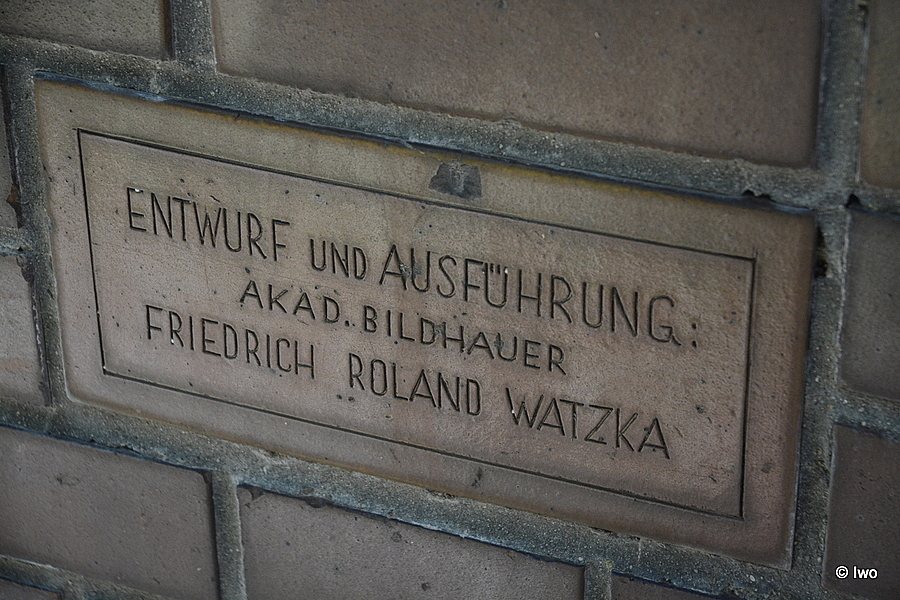 ENTWURF UND AUSFÜHRUNG:
AKAD. BILDHAUER
FRIEDRICH ROLAND WATZKA
© Iwo